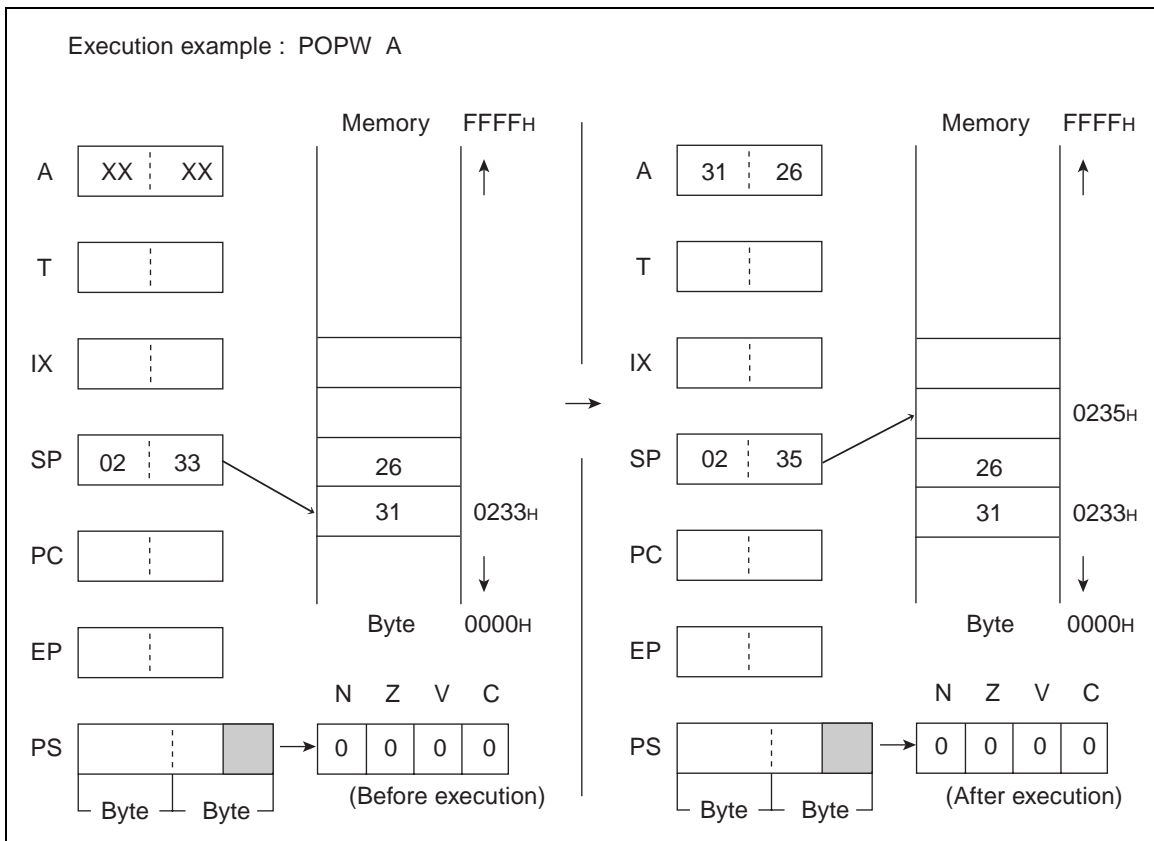 Execution example : POPW A
Memory FFFFH
A XX XX
T
IX
SP 02 33
26
31 0233H
PC
Byte 0000H
EP
N Z V C
PS 0 0 0 0
Byte Byte
(Before execution)
Memory FFFFH
A 31 26
T
IX
0235H
SP 02 35
26
31 0233H
PC
Byte 0000H
EP
N Z V C
PS 0 0 0 0
Byte Byte
(After execution)